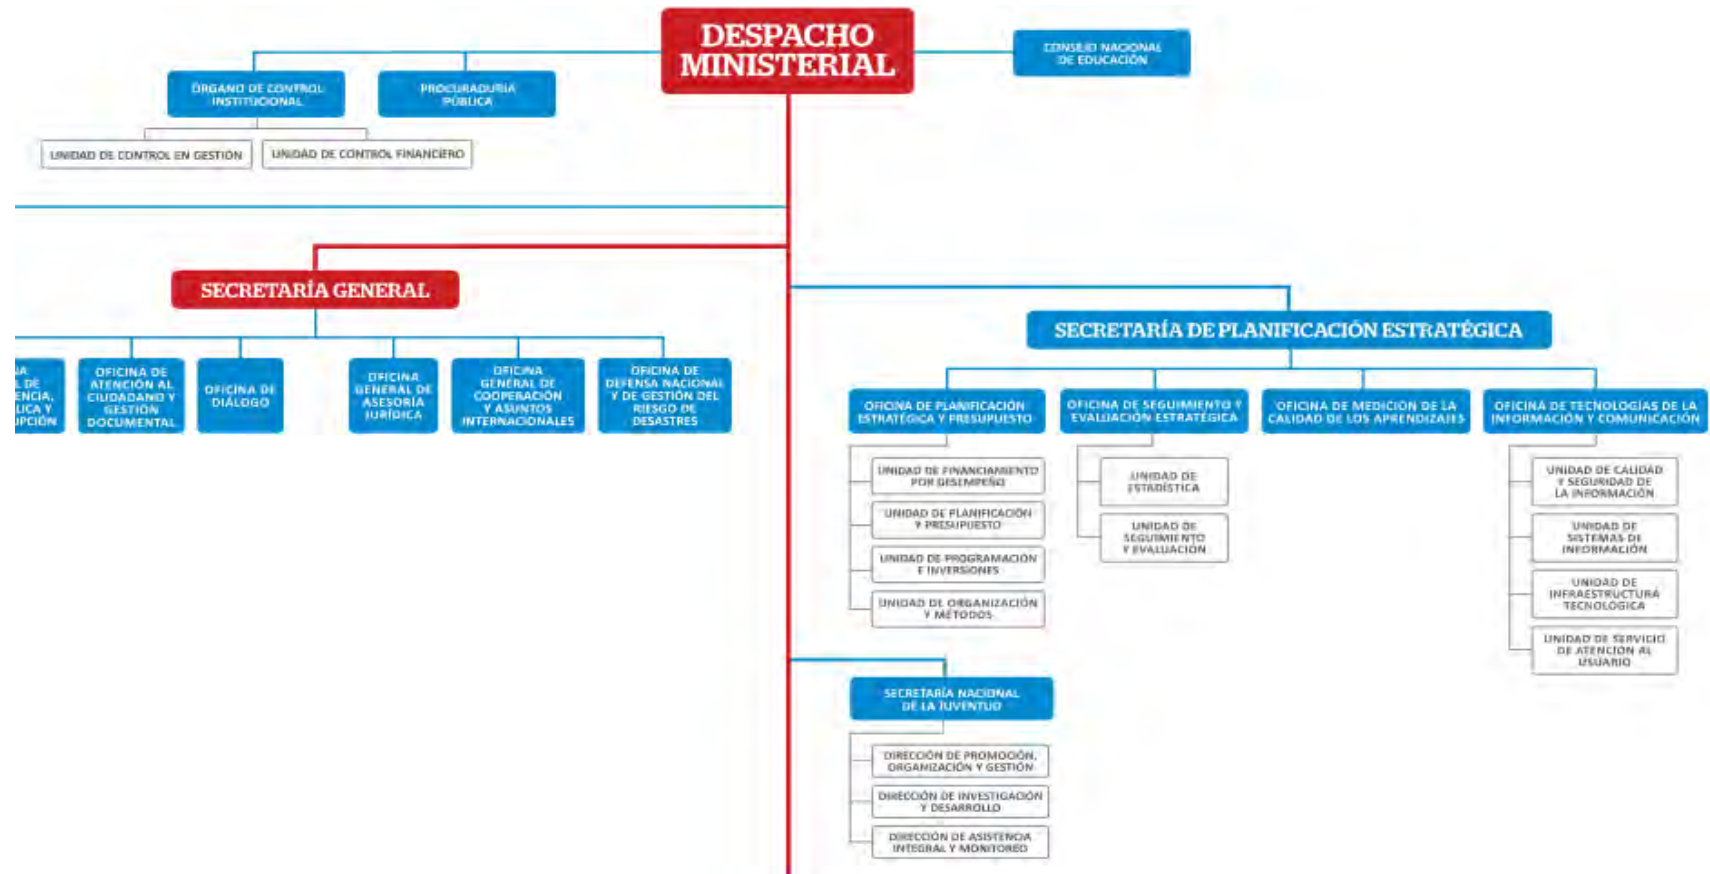 DESPACHO
MINISTERIAL
CONSEJO NACIONAL
DE EDUCACIÓN
ÓRGANO DE CONTROL
INSTITUCIONAL
PROCURADURÍA
PÚBLICA
UNIDAD DE CONTROL EN GESTIÓN
UNIDAD DE CONTROL FINANCIERO
SECRETARÍA GENERAL
SECRETARÍA DE PLANIFICACIÓN ESTRATÉGICA
L DE
ENCIA,
LICA Y
UPCIÓN
OFICINA DE
ATENCIÓN AL
CIUDADANO Y
GESTIÓN
DOCUMENTAL
OFICINA DE
DIÁLOGO
OFICINA
GENERAL DE
ASESORÍA
JURÍDICA
OFICINA
GENERAL DE
COOPERACIÓN
Y ASUNTOS
INTERNACIONALES
OFICINA DE
DEFENSA NACIONAL
Y DE GESTIÓN DEL
RIESGO DE
DESASTRES
OFICINA DE PLANIFICACIÓN
ESTRATÉGICA Y PRESUPUESTO
UNIDAD DE FINANCIAMIENTO
POR DESEMPEÑO
UNIDAD DE PLANIFICACIÓN
Y PRESUPUESTO
UNIDAD DE PROGRAMACIÓN
E INVERSIONES
UNIDAD DE ORGANIZACIÓN
Y MÉTODOS
OFICINA DE SEGUIMIENTO Y
EVALUACIÓN ESTRATÉGICA
UNIDAD DE
ESTADÍSTICA
UNIDAD DE
SEGUIMIENTO
Y EVALUACIÓN
OFICINA DE MEDICION DE LA
CALIDAD DE LOS APRENDIZAJES
OFICINA DE TECNOLOGÍAS DE LA
INFORMACIÓN Y COMUNICACIÓN
UNIDAD DE CALIDAD
Y SEGURIDAD DE
LA INFORMACIÓN
UNIDAD DE
SISTEMAS DE
INFORMACIÓN
UNIDAD DE
INFRAESTRUCTURA
TECNOLÓGICA
UNIDAD DE SERVICIO
DE ATENCIÓN AL
USUARIO
SECRETARÍA NACIONAL
DE LA JUVENTUD
DIRECCIÓN DE PROMOCIÓN,
ORGANIZACIÓN Y GESTIÓN
DIRECCIÓN DE INVESTIGACIÓN
Y DESARROLLO
DIRECCIÓN DE ASISTENCIA
INTEGRAL Y MONITOREO